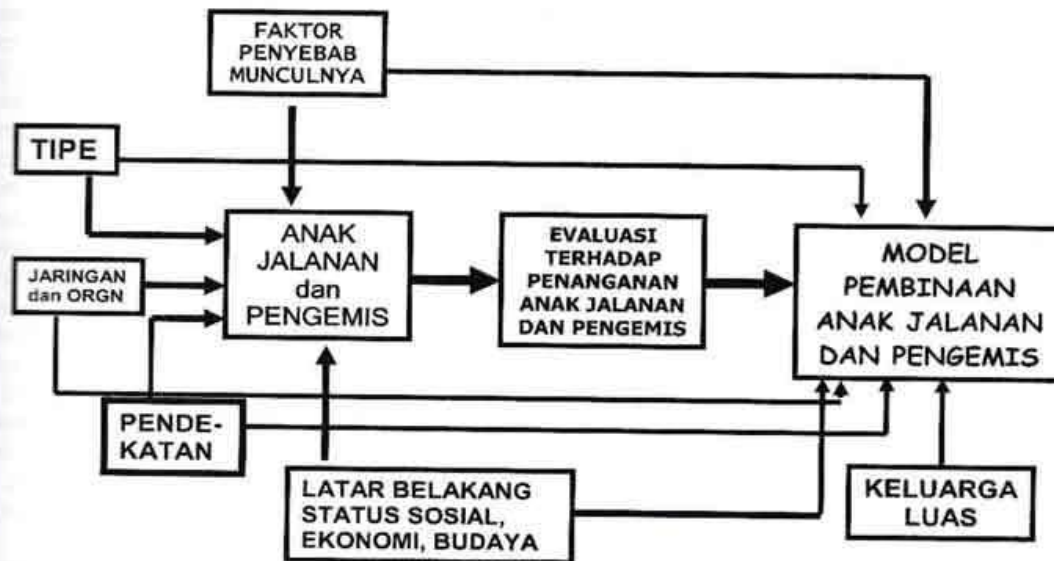 FAKTOR
PENYEBAB
MUNCULNYA
TIPE
ANAK
JALANAN
dan
PENGEMIS
EVALUASI
TERHADAP
PENANGANAN
ANAK JALANAN
DAN PENGEMIS
MODEL
PEMBINAAN
ANAK JALANAN
DAN PENGEMIS
JARINGAN
dan ORGN
PENDE-
KATAN
LATAR BELAKANG
STATUS SOSIAL,
EKONOMI, BUDAYA
KELUARGA
LUAS